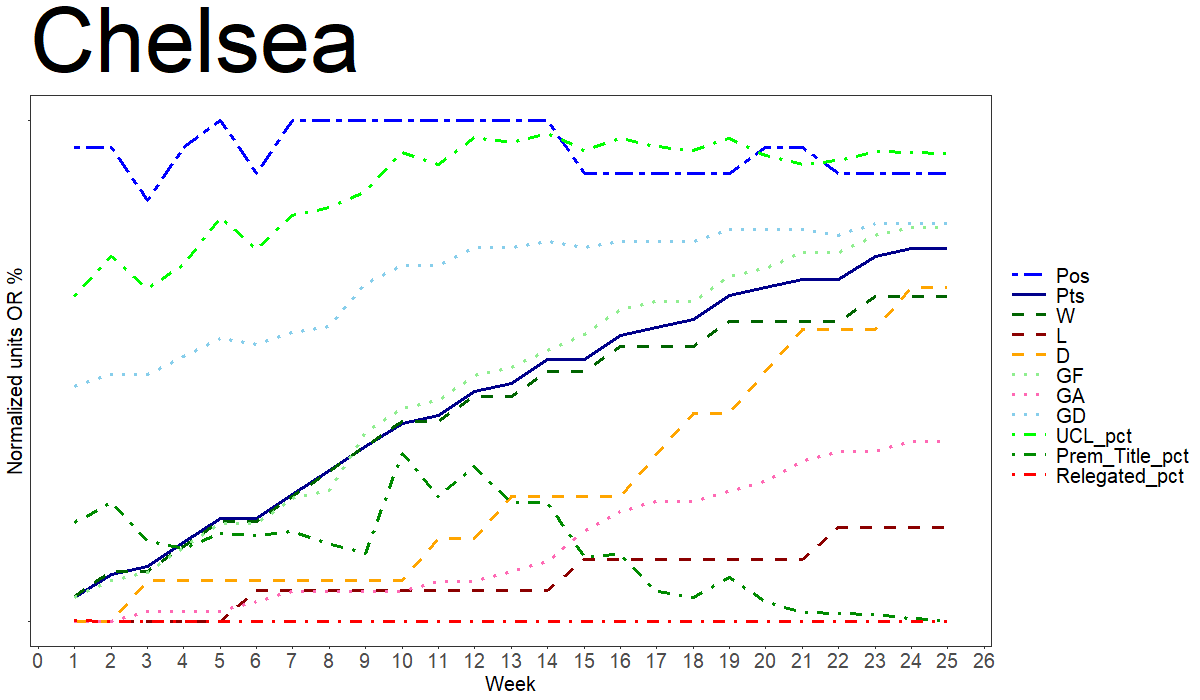 Chelsea
Normalized units OR %
Pos
Pts
W
L
D
GF
GA
GD
UCL_pct
Prem_Title_pct
Relegated_pct
0 1 2 3 4 5 6 7 8 9 10 11 12 13 14 15 16 17 18 19 20 21 22 23 24 25 26
Week